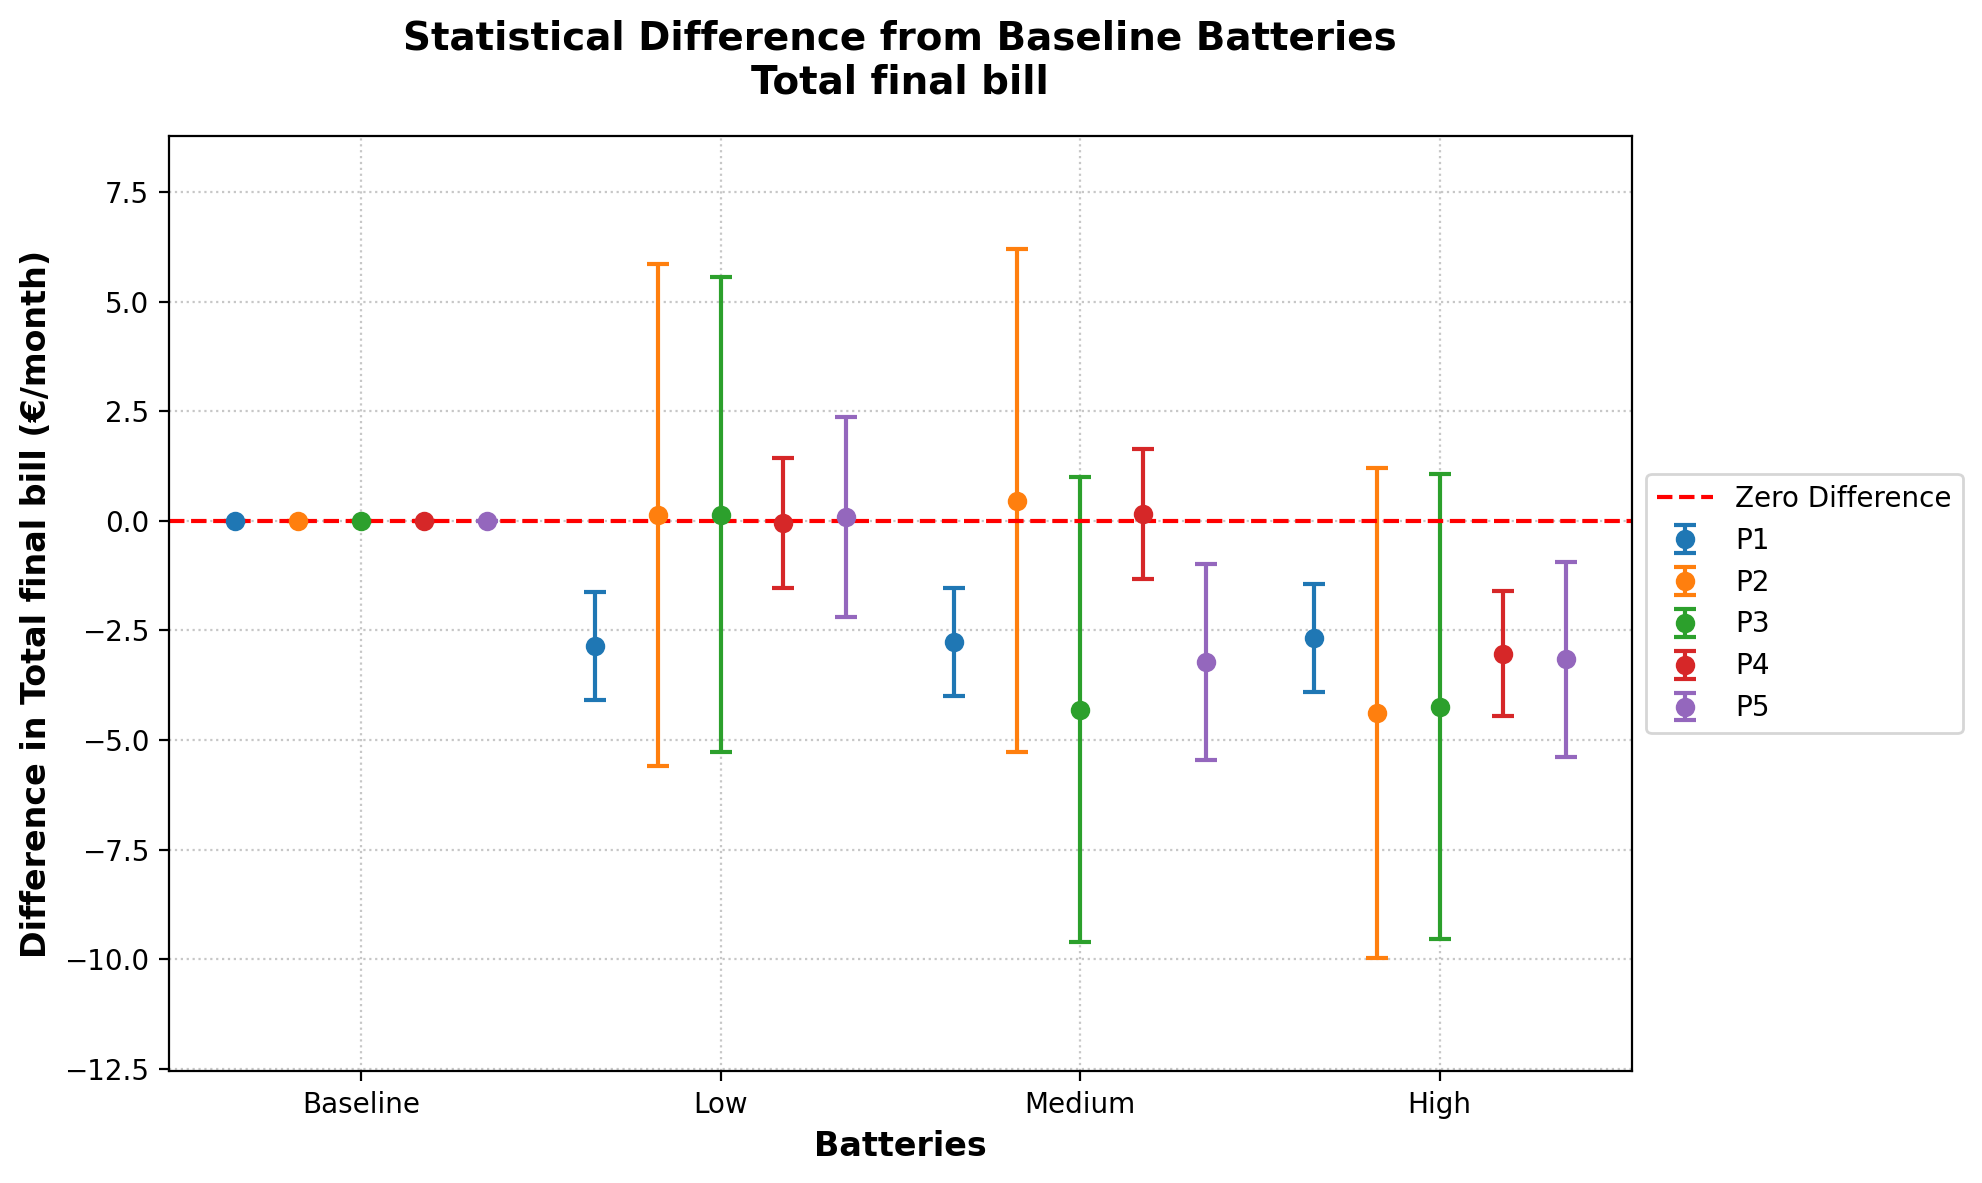 Statistical Difference from Baseline Batteries
Total final bill
Difference in Total final bill (€/month)
7.5
5.0
2.5
0.0
−2.5
−5.0
−7.5
−10.0
−12.5
Baseline
Low
Medium
High
Batteries
Zero Difference
P1
P2
P3
P4
P5